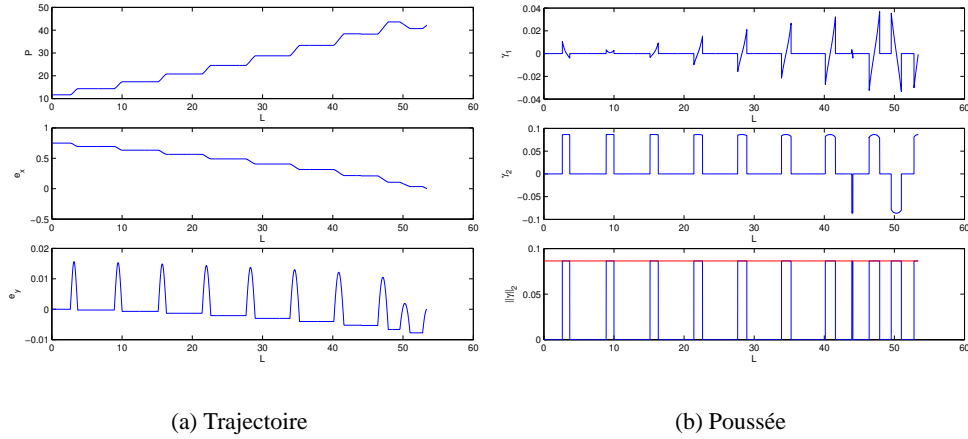 50
40
30
20
10
P
0 10 20 30 40 50 60
L
1
0.5
0
−0.5
e_x
0 10 20 30 40 50 60
L
0.02
0.01
0
−0.01
e_y
0 10 20 30 40 50 60
L
(a) Trajectoire
0.04
0.02
0
−0.02
−0.04
γ_1
0 10 20 30 40 50 60
L
0.1
0.05
0
−0.05
−0.1
γ_2
0 10 20 30 40 50 60
L
0.1
0.05
0
||γ||_2
0 10 20 30 40 50 60
L
(b) Poussée